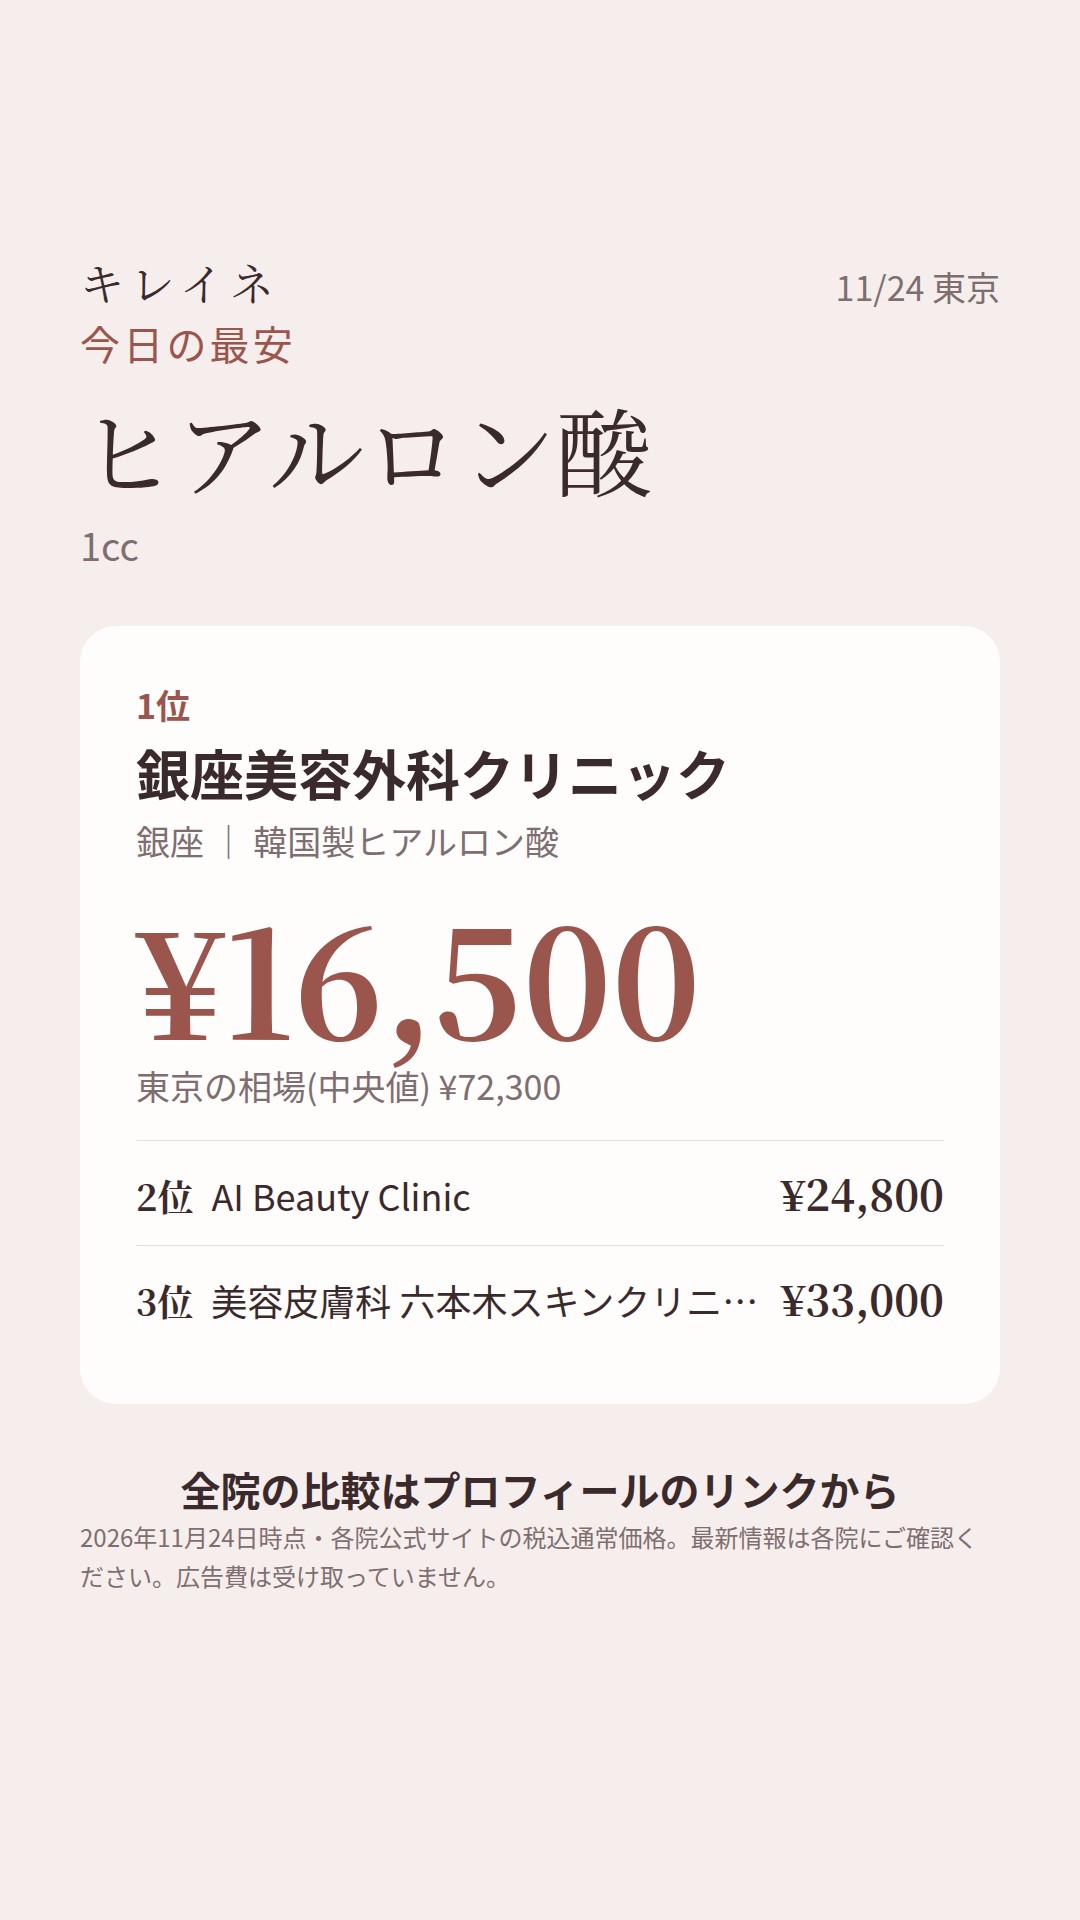 キレイネ
11/24 東京
今日の最安
ヒアルロン酸
1cc
1位
銀座美容外科クリニック
銀座 ｜ 韓国製ヒアルロン酸
¥16,500
東京の相場(中央値) ¥72,300
2位 AI Beauty Clinic ¥24,800
3位 美容皮膚科 六本木スキンクリニ… ¥33,000
全院の比較はプロフィールのリンクから
2026年11月24日時点・各院公式サイトの税込通常価格。最新情報は各院にご確認く
ださい。広告費は受け取っていません。